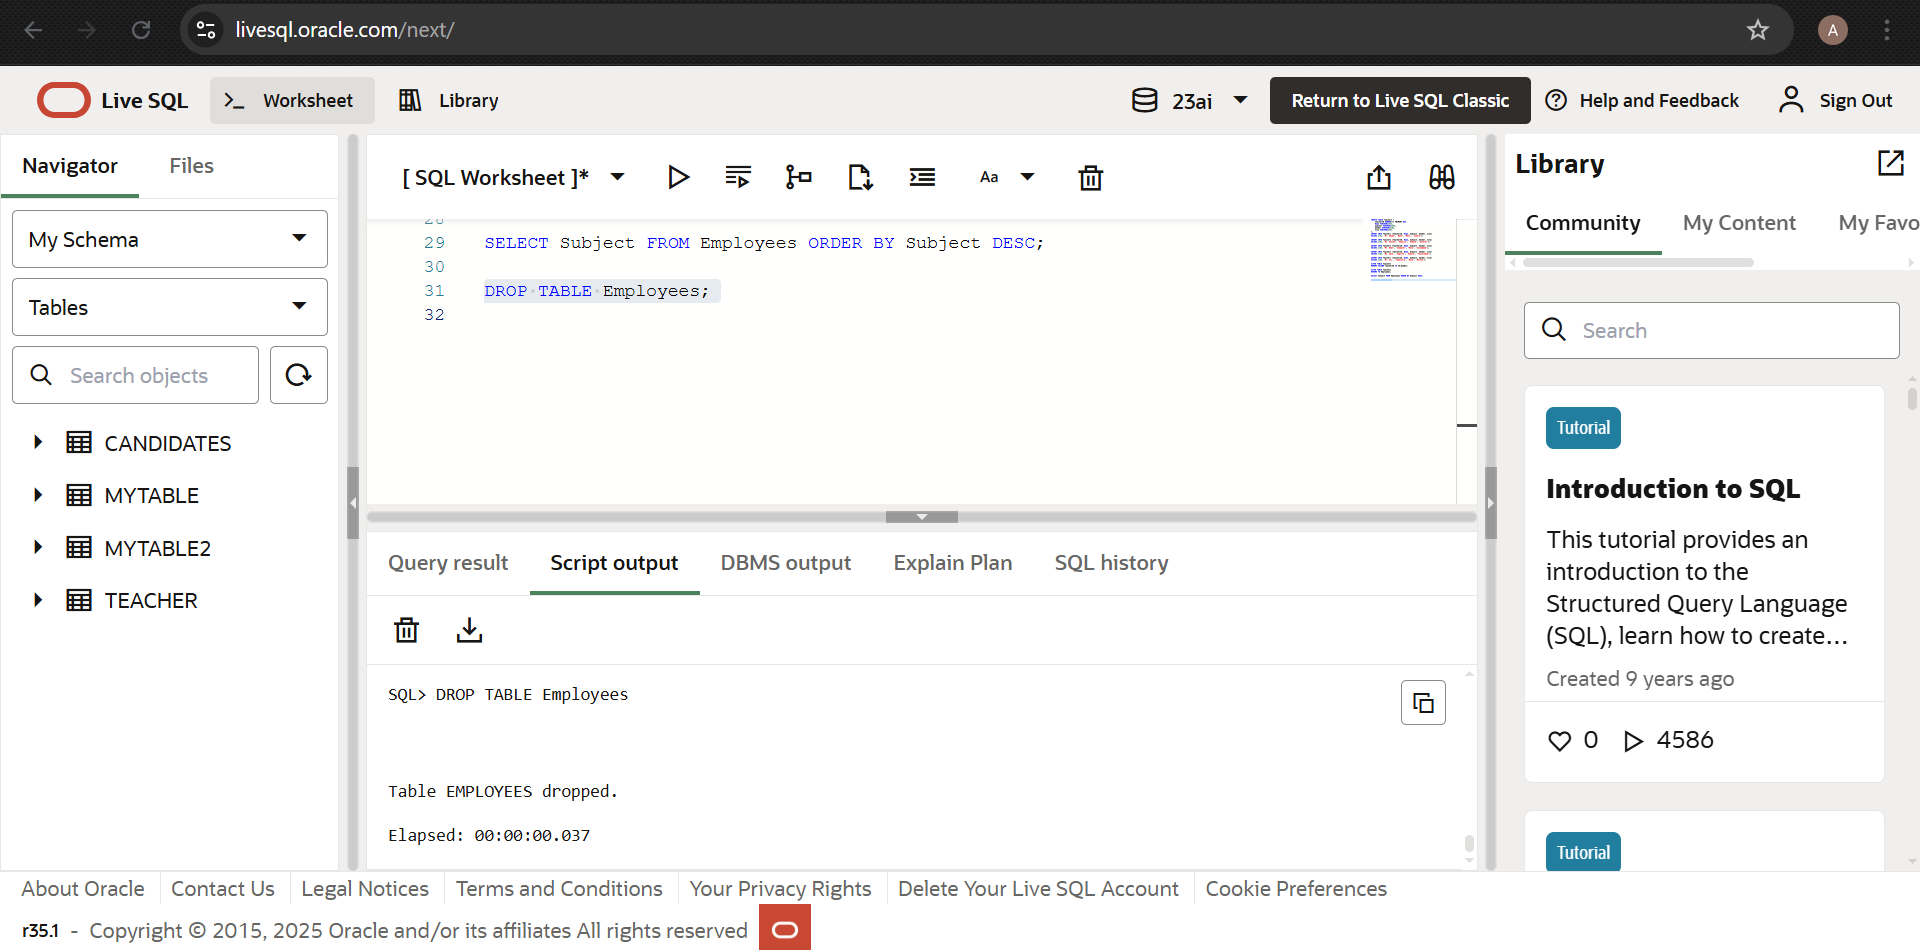 livesql.oracle.com/next/
A
Live SQL
Worksheet
Library
23ai
Return to Live SQL Classic
Help and Feedback
Sign Out
Navigator
Files
My Schema
Tables
Search objects
CANDIDATES
MYTABLE
MYTABLE2
TEACHER
[ SQL Worksheet ]*
Aa
28
29 SELECT Subject FROM Employees ORDER BY Subject DESC;
30
31 DROP TABLE Employees;
32
Query result
Script output
DBMS output
Explain Plan
SQL history
SQL> DROP TABLE Employees
Table EMPLOYEES dropped.
Elapsed: 00:00:00.037
Library
Community
My Content
My Favo
Search
Tutorial
Introduction to SQL
This tutorial provides an
introduction to the
Structured Query Language
(SQL), learn how to create...
Created 9 years ago
0
4586
Tutorial
About Oracle
Contact Us
Legal Notices
Terms and Conditions
Your Privacy Rights
Delete Your Live SQL Account
Cookie Preferences
r35.1 - Copyright © 2015, 2025 Oracle and/or its affiliates All rights reserved